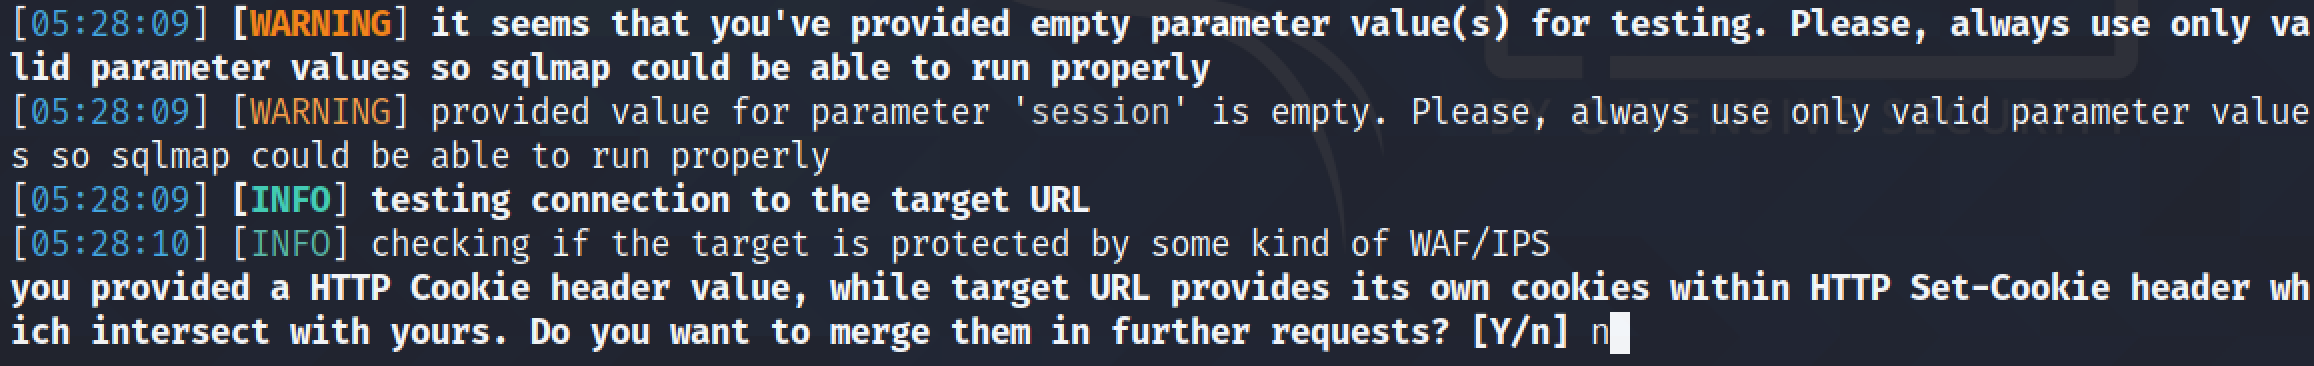 [05:28:09] [WARNING] it seems that you've provided empty parameter value(s) for testing. Please, always use only va
lid parameter values so sqlmap could be able to run properly
[05:28:09] [WARNING] provided value for parameter 'session' is empty. Please, always use only valid parameter value
s so sqlmap could be able to run properly
[05:28:09] [INFO] testing connection to the target URL
[05:28:10] [INFO] checking if the target is protected by some kind of WAF/IPS
you provided a HTTP Cookie header value, while target URL provides its own cookies within HTTP Set-Cookie header wh
ich intersect with yours. Do you want to merge them in further requests? [Y/n] n